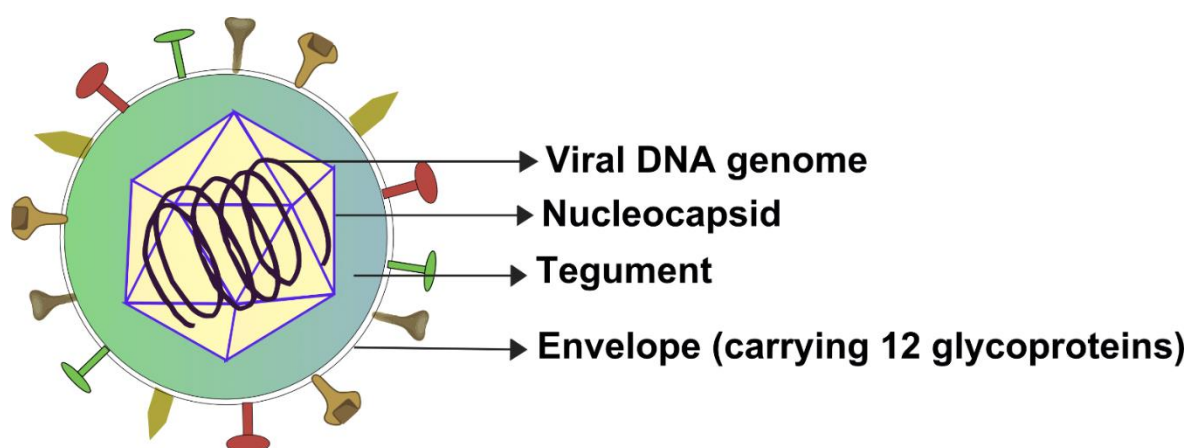 Viral DNA genome
Nucleocapsid
Tegument
Envelope (carrying 12 glycoproteins)